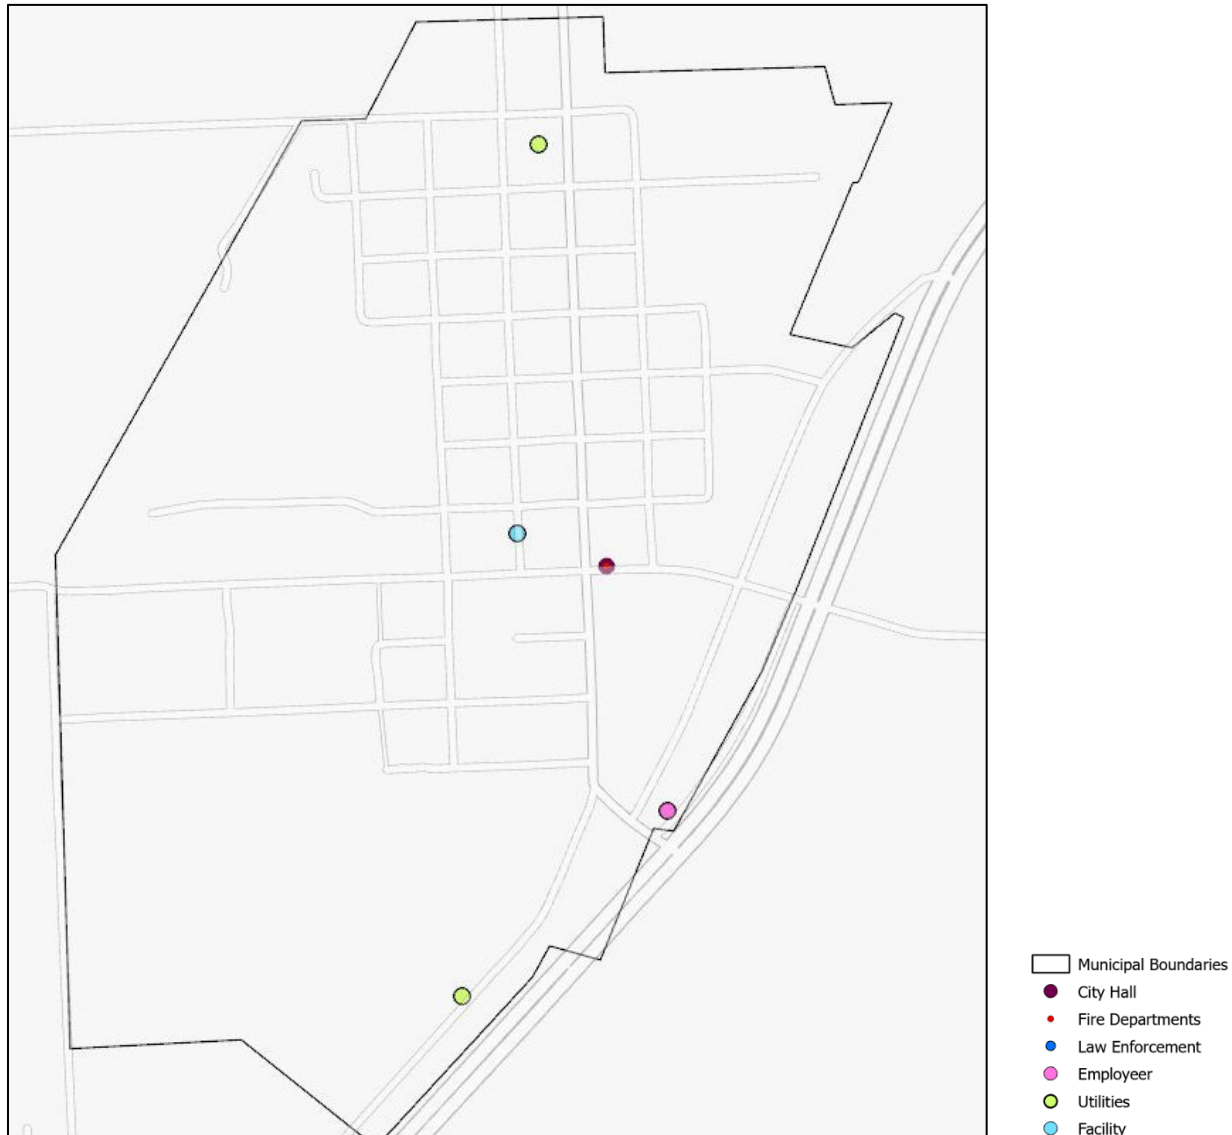 Municipal Boundaries
City Hall
Fire Departments
Law Enforcement
Employeer
Utilities
Facility